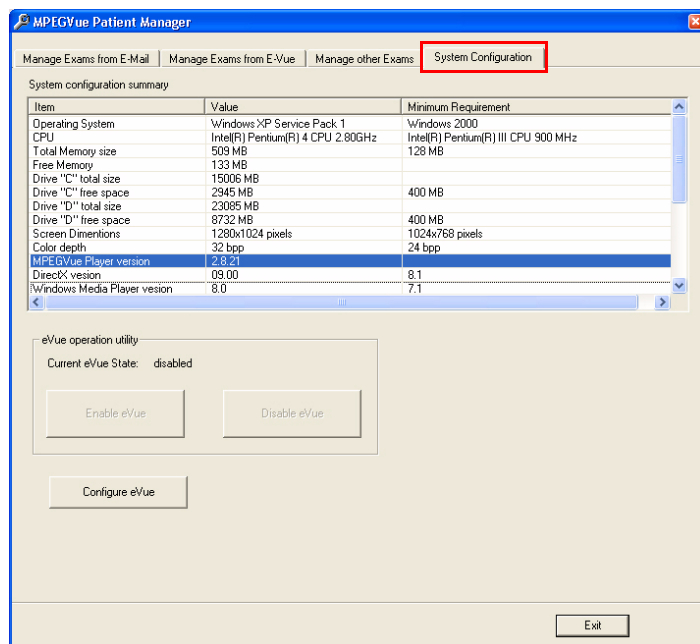 MPEGVue Patient Manager
Manage Exams from E-Mail Manage Exams from E-Vue Manage other Exams System Configuration
System configuration summary
Item Value Minimum Requirement
Operating System Windows XP Service Pack 1 Windows 2000
CPU Intel(R) Pentium(R) 4 CPU 2.80GHz Intel(R) Pentium(R) III CPU 900 MHz
Total Memory size 509 MB 128 MB
Free Memory 133 MB
Drive "C" total size 15006 MB
Drive "C" free space 2945 MB 400 MB
Drive "D" total size 23085 MB
Drive "D" free space 8732 MB 400 MB
Screen Dimentions 1280x1024 pixels 1024x768 pixels
Color depth 32 bpp 24 bpp
MPEGVue Player version 2.8.21
DirectX vesion 09.00 8.1
Windows Media Player vesion 8.0 7.1
eVue operation utility
Current eVue State: disabled
Enable eVue Disable eVue
Configure eVue
Exit